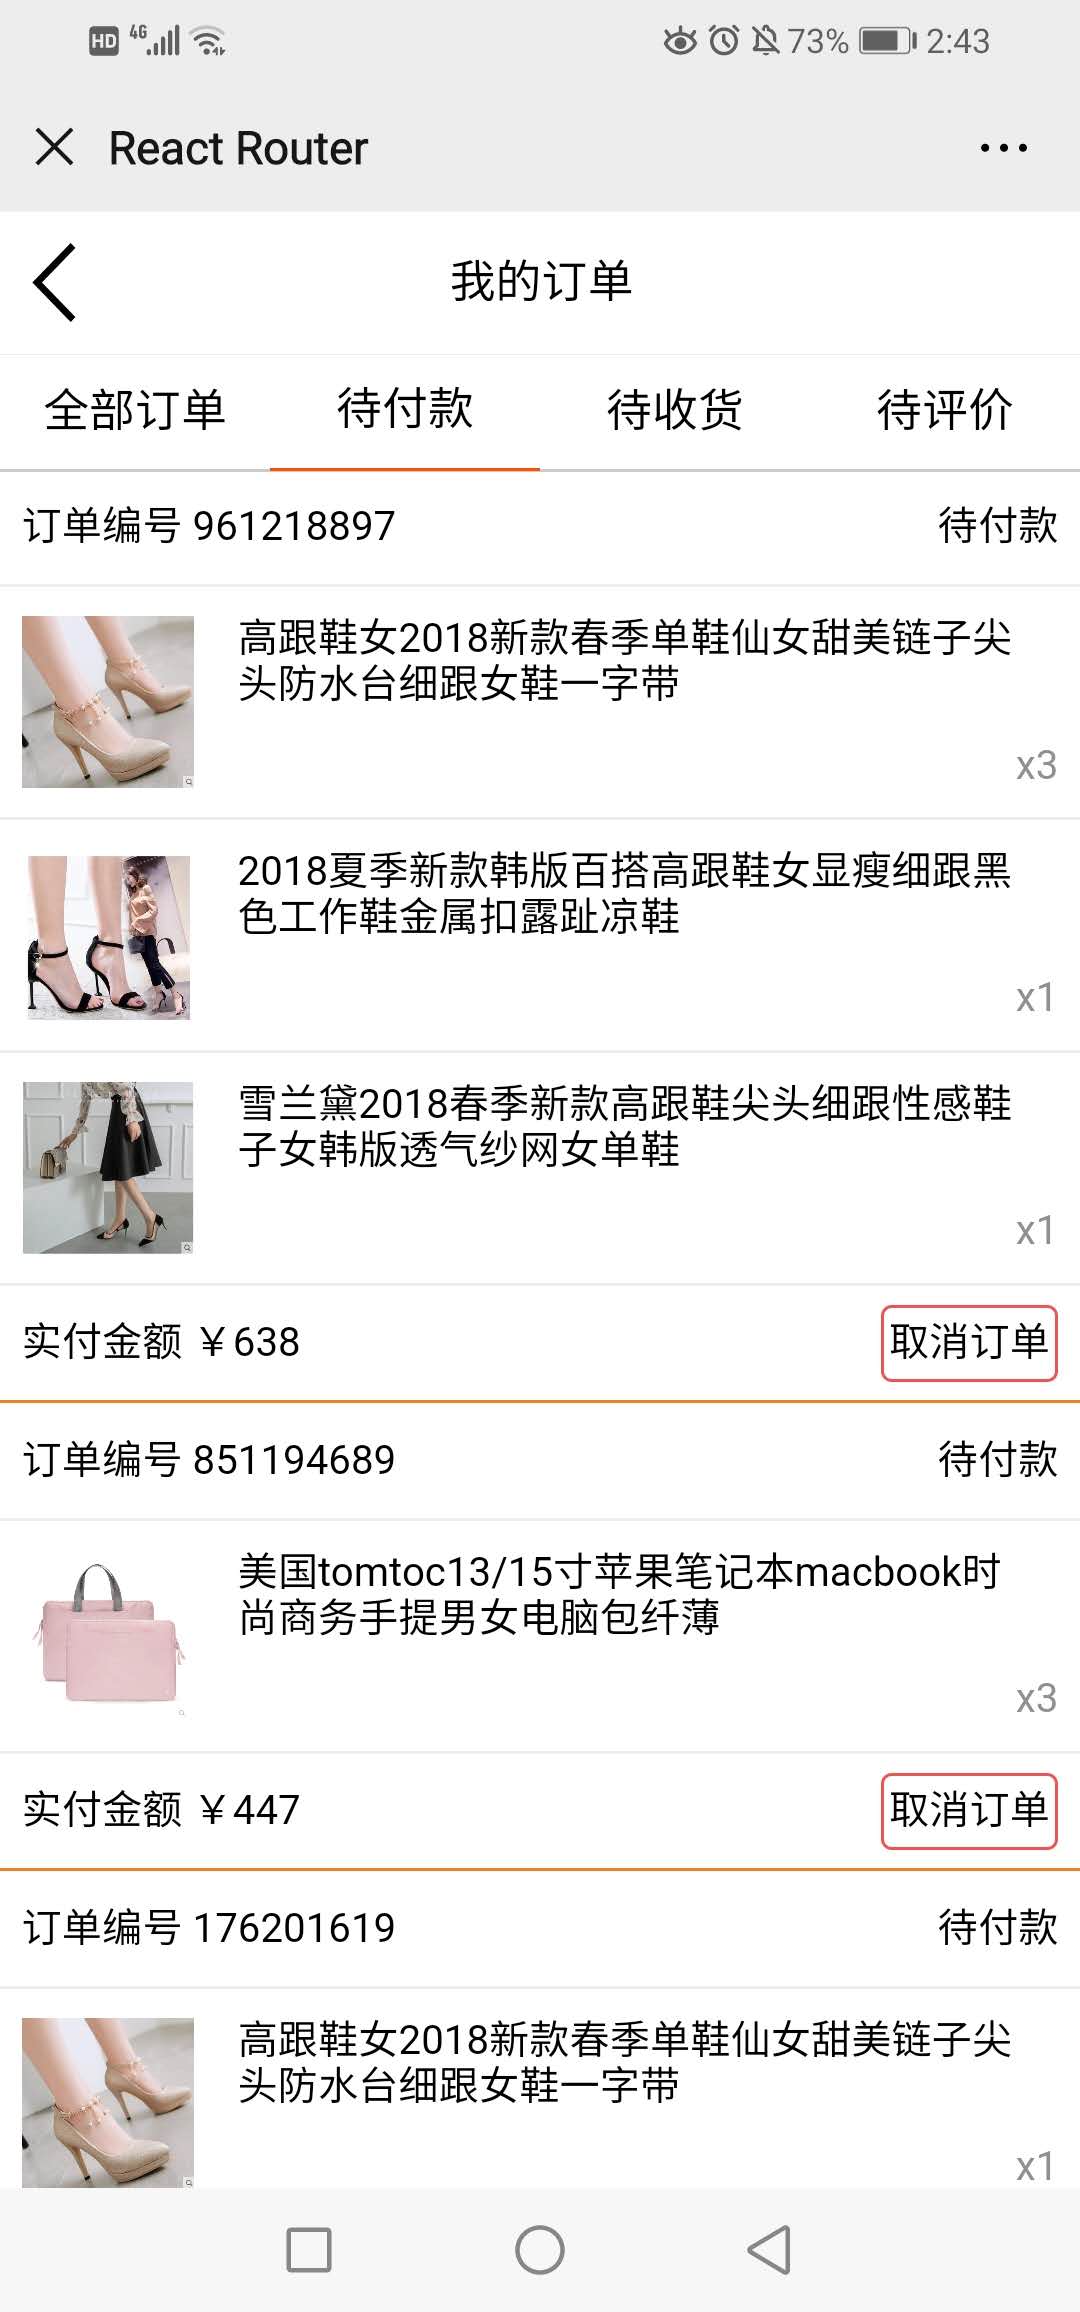 HD 4G 73% 2:43
React Router
我的订单
全部订单 待付款 待收货 待评价
订单编号 961218897 待付款
高跟鞋女2018新款春季单鞋仙女甜美链子尖
头防水台细跟女鞋一字带
x3
2018夏季新款韩版百搭高跟鞋女显瘦细跟黑
色工作鞋金属扣露趾凉鞋
x1
雪兰黛2018春季新款高跟鞋尖头细跟性感鞋
子女韩版透气纱网女单鞋
x1
实付金额 ￥638 取消订单
订单编号 851194689 待付款
美国tomtoc13/15寸苹果笔记本macbook时
尚商务手提男女电脑包纤薄
x3
实付金额 ￥447 取消订单
订单编号 176201619 待付款
高跟鞋女2018新款春季单鞋仙女甜美链子尖
头防水台细跟女鞋一字带
x1